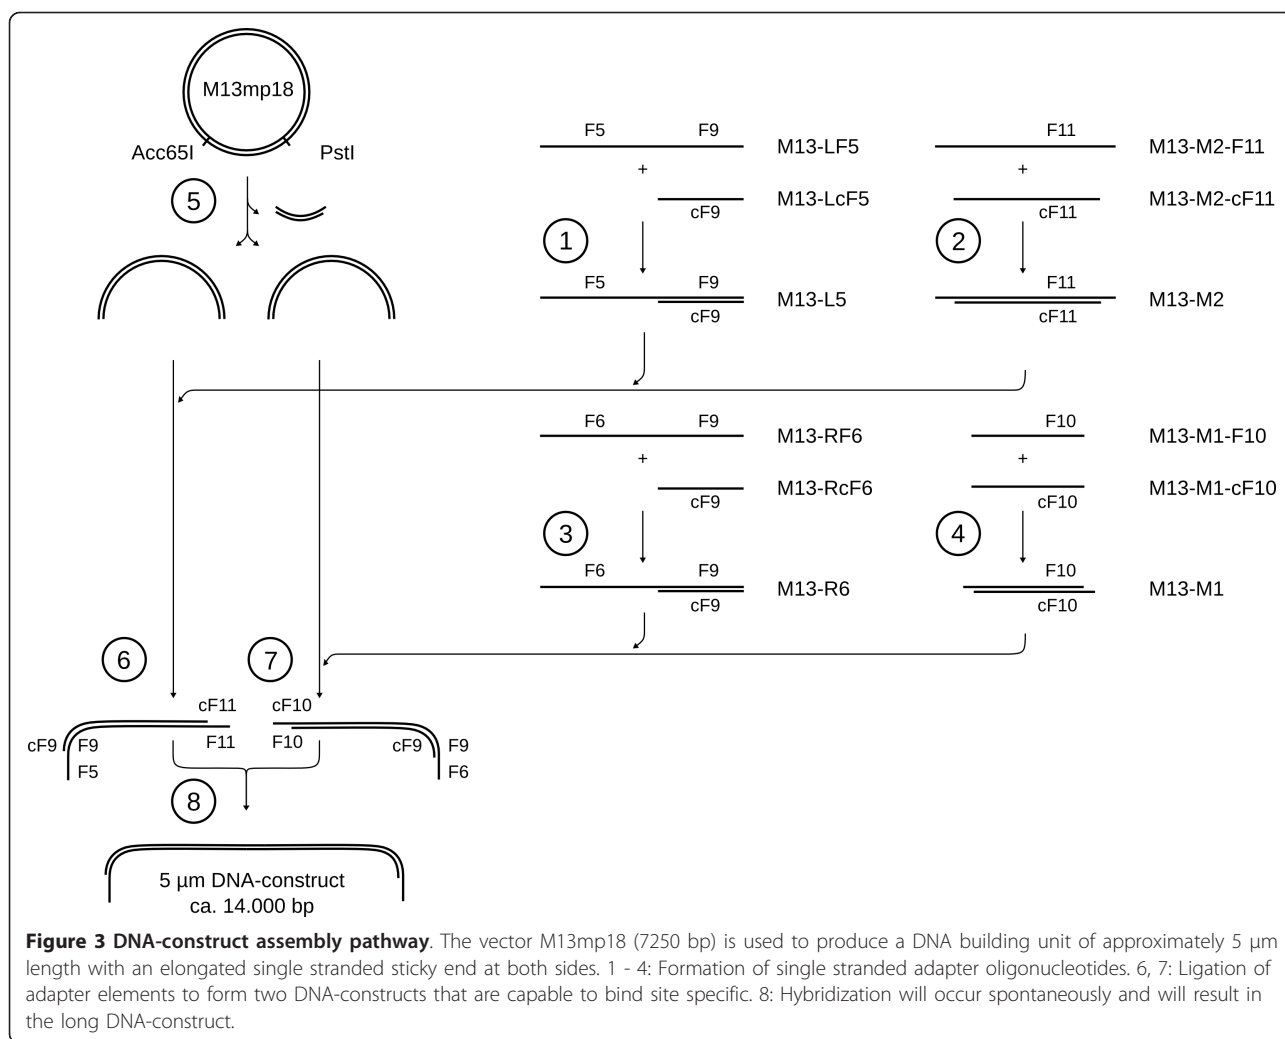 M13mp18
Acc65I
PstI
5
F5 F9
M13-LF5
+
M13-LcF5
cF9
1
F5 F9
M13-L5
cF9
F11
M13-M2-F11
+
M13-M2-cF11
cF11
2
F11
M13-M2
cF11
F6 F9
M13-RF6
+
M13-RcF6
cF9
3
F6 F9
M13-R6
cF9
F10
M13-M1-F10
+
M13-M1-cF10
cF10
4
F10
M13-M1
cF10
6
7
cF11
cF10
cF9 F9
F11
F10
cF9 F9
F5
F6
8
5 µm DNA-construct
ca. 14.000 bp
Figure 3 DNA-construct assembly pathway. The vector M13mp18 (7250 bp) is used to produce a DNA building unit of approximately 5 µm
length with an elongated single stranded sticky end at both sides. 1 - 4: Formation of single stranded adapter oligonucleotides. 6, 7: Ligation of
adapter elements to form two DNA-constructs that are capable to bind site specific. 8: Hybridization will occur spontaneously and will result in
the long DNA-construct.